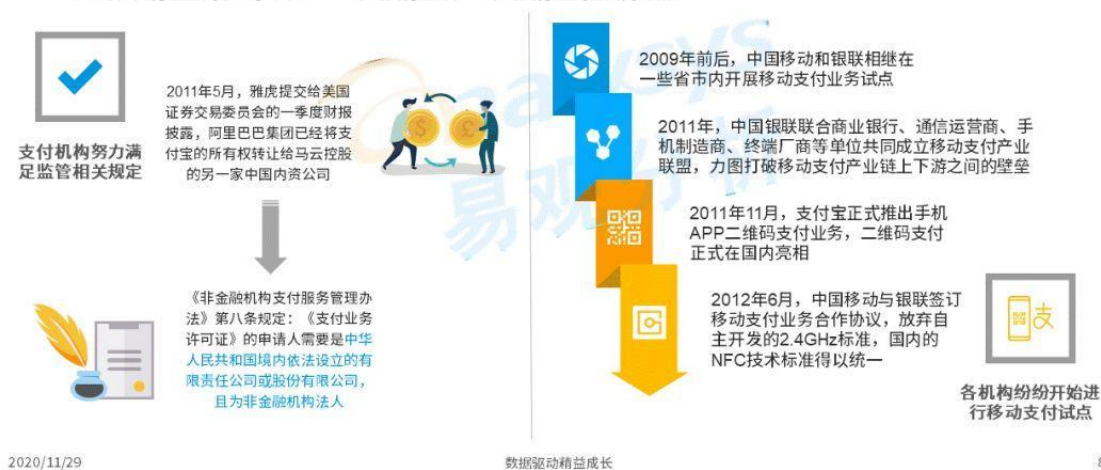 支付机构努力满
足监管相关规定
2011年5月，雅虎提交给美国
证券交易委员会的一季度财报
披露，阿里巴巴集团已经将支
付宝的所有权转让给马云控股
的另一家中国内资公司
《非金融机构支付服务管理办
法》第八条规定：《支付业务
许可证》的申请人需要是中华
人民共和国境内依法设立的有
限责任公司或股份有限公司，
且为非金融机构法人
2009年前后，中国移动和银联相继在
一些省市内开展移动支付业务试点
2011年，中国银联联合商业银行、通信运营商、手
机制造商、终端厂商等单位共同成立移动支付产业
联盟，力图打破移动支付产业链上下游之间的壁垒
2011年11月，支付宝正式推出手机
APP二维码支付业务，二维码支付
正式在国内亮相
2012年6月，中国移动与银联签订
移动支付业务合作协议，放弃自
主开发的2.4GHz标准，国内的
NFC技术标准得以统一
支
各机构纷纷开始进
行移动支付试点
易观分析
2020/11/29
数据驱动精益成长